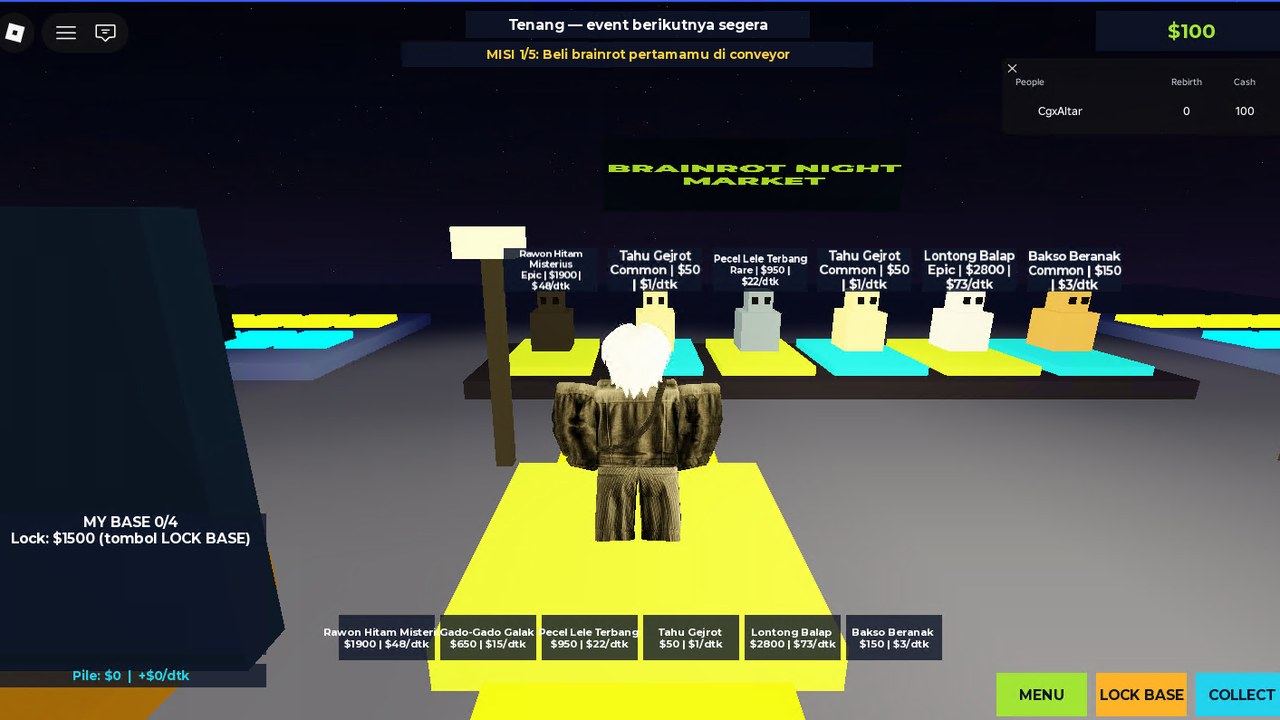 Tenang — event berikutnya segera
$100
MISI 1/5: Beli brainrot pertamamu di conveyor
People Rebirth Cash
CgxAltar 0 100
BRAINROT NIGHT
MARKET
Rawon Hitam
Misterius
Epic | $1900 |
$48/dtk
Tahu Gejrot
Common | $50
| $1/dtk
Pecel Lele Terbang
Rare | $950 |
$22/dtk
Tahu Gejrot
Common | $50
| $1/dtk
Lontong Balap
Epic | $2800 |
$73/dtk
Bakso Beranak
Common | $150
| $3/dtk
MY BASE 0/4
Lock: $1500 (tombol LOCK BASE)
Pile: $0 | +$0/dtk
Rawon Hitam Misteri
$1900 | $48/dtk
Gado-Gado Galak
$650 | $15/dtk
Pecel Lele Terbang
$950 | $22/dtk
Tahu Gejrot
$50 | $1/dtk
Lontong Balap
$2800 | $73/dtk
Bakso Beranak
$150 | $3/dtk
MENU
LOCK BASE
COLLECT